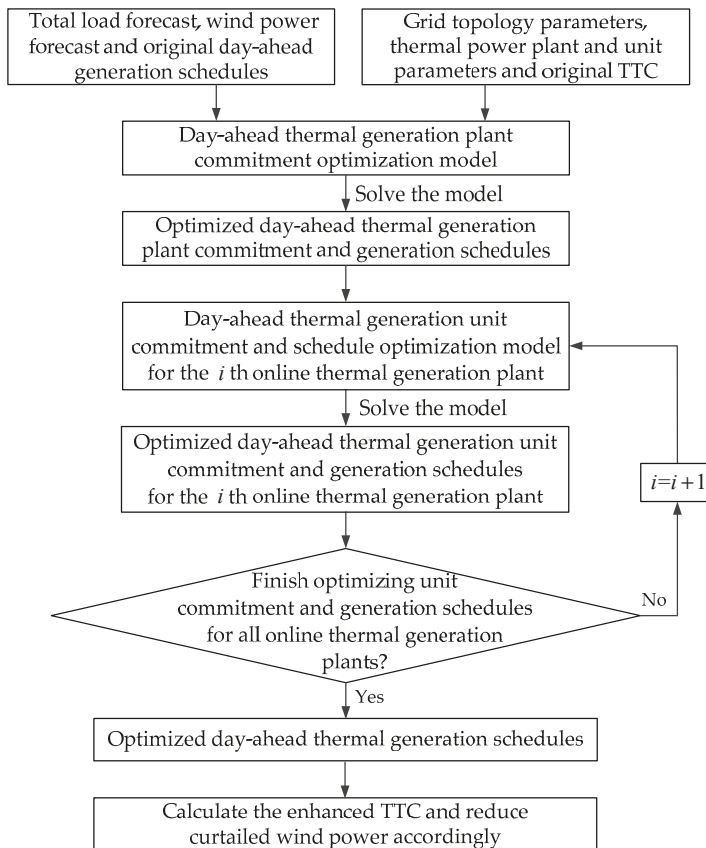 Total load forecast, wind power
forecast and original day-ahead
generation schedules
Grid topology parameters,
thermal power plant and unit
parameters and original TTC
Day-ahead thermal generation plant
commitment optimization model
Solve the model
Optimized day-ahead thermal generation
plant commitment and generation schedules
Day-ahead thermal generation unit
commitment and schedule optimization model
for the i th online thermal generation plant
Solve the model
Optimized day-ahead thermal generation unit
commitment and generation schedules
for the i th online thermal generation plant
i=i+1
Finish optimizing unit
commitment and generation schedules
for all online thermal generation
plants?
No
Yes
Optimized day-ahead thermal generation schedules
Calculate the enhanced TTC and reduce
curtailed wind power accordingly